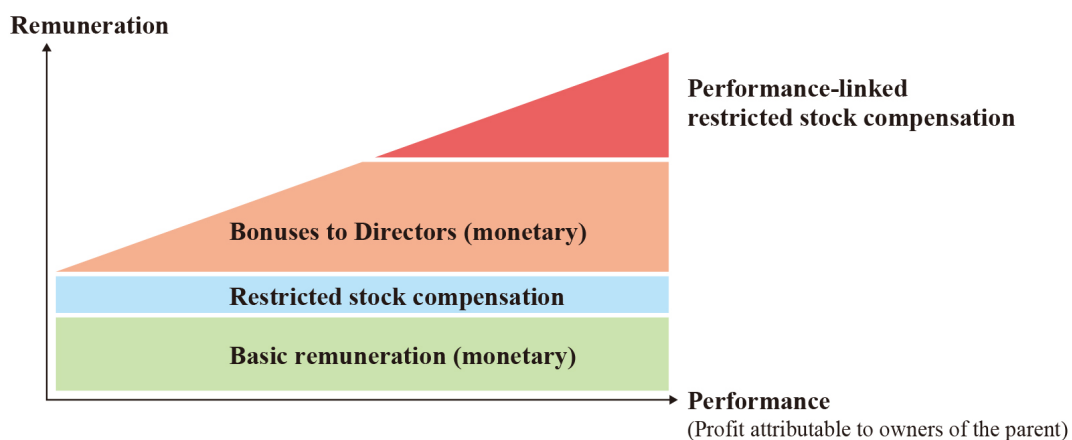 Remuneration
Performance-linked
restricted stock compensation
Bonuses to Directors (monetary)
Restricted stock compensation
Basic remuneration (monetary)
Performance
(Profit attributable to owners of the parent)